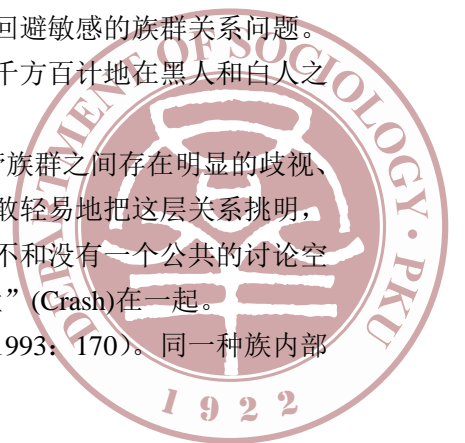 回避敏感的族群关系问题。
千方百计地在黑人和白人之
族群之间存在明显的歧视、
敢轻易地把这层关系挑明,
不和没有一个公共的讨论空
”(Crash)在一起。
1993:170)。同一种族内部
DEPARTMENT OF SOCIOLOGY · PKU
1922